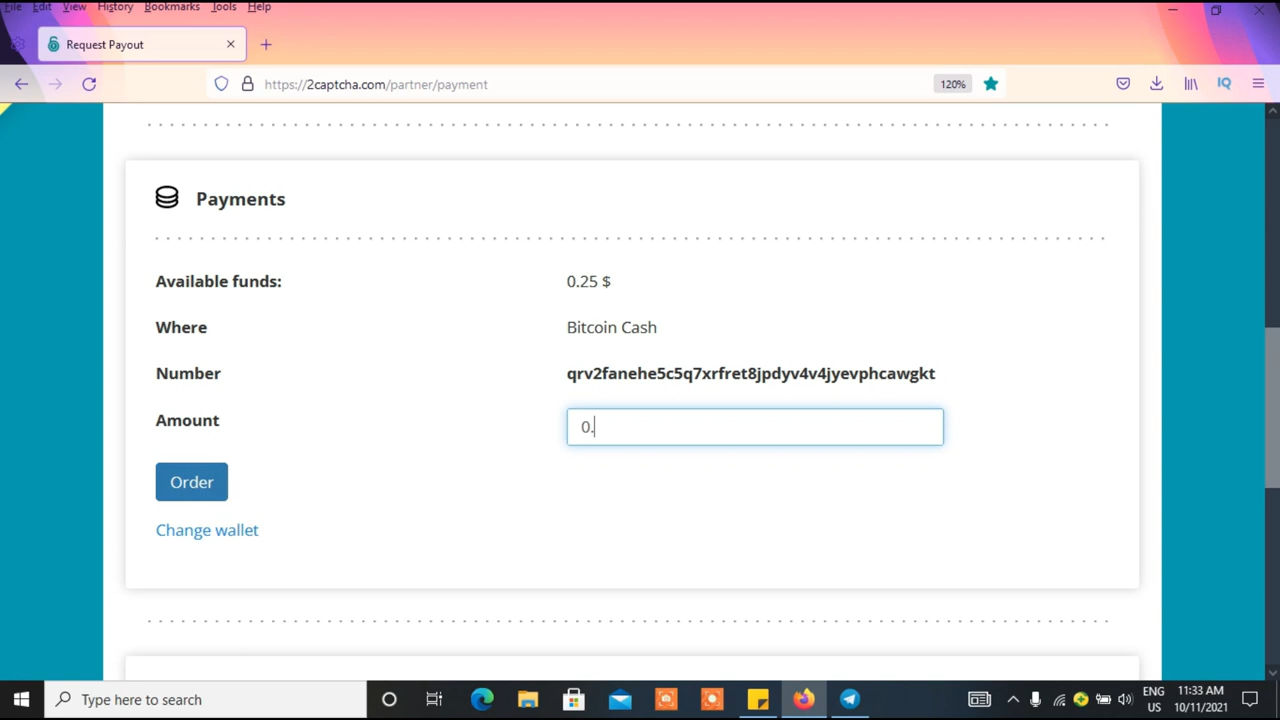 File Edit View History Bookmarks Tools Help
Request Payout
https://2captcha.com/partner/payment
120%
IQ
Payments
Available funds: 0.25 $
Where Bitcoin Cash
Number qrv2fanehe5c5q7xrfret8jpdyv4v4jyevphcawgkt
Amount 0.
Order
Change wallet
Type here to search
ENG 11:33 AM
US 10/11/2021